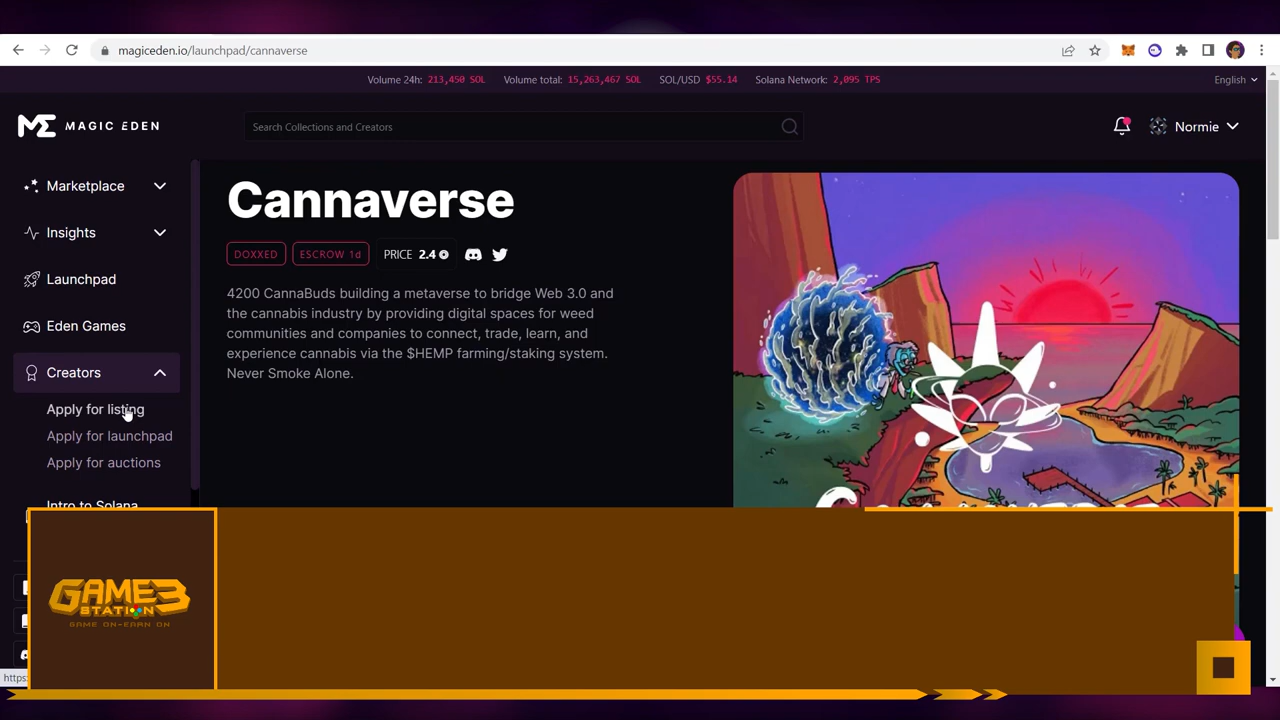 magiceden.io/launchpad/cannaverse
Volume 24h: 213,450 SOL Volume total: 15,263,467 SOL SOL/USD $55.14 Solana Network: 2,095 TPS
English
MAGIC EDEN
Search Collections and Creators
Normie
Marketplace
Insights
Launchpad
Eden Games
Creators
Apply for listing
Apply for launchpad
Apply for auctions
Intro to Solana
Cannaverse
DOXXED ESCROW 1d PRICE 2.4
4200 CannaBuds building a metaverse to bridge Web 3.0 and
the cannabis industry by providing digital spaces for weed
communities and companies to connect, trade, learn, and
experience cannabis via the $HEMP farming/staking system.
Never Smoke Alone.
GAME3
STATION
GAME ON-EARN ON
https: